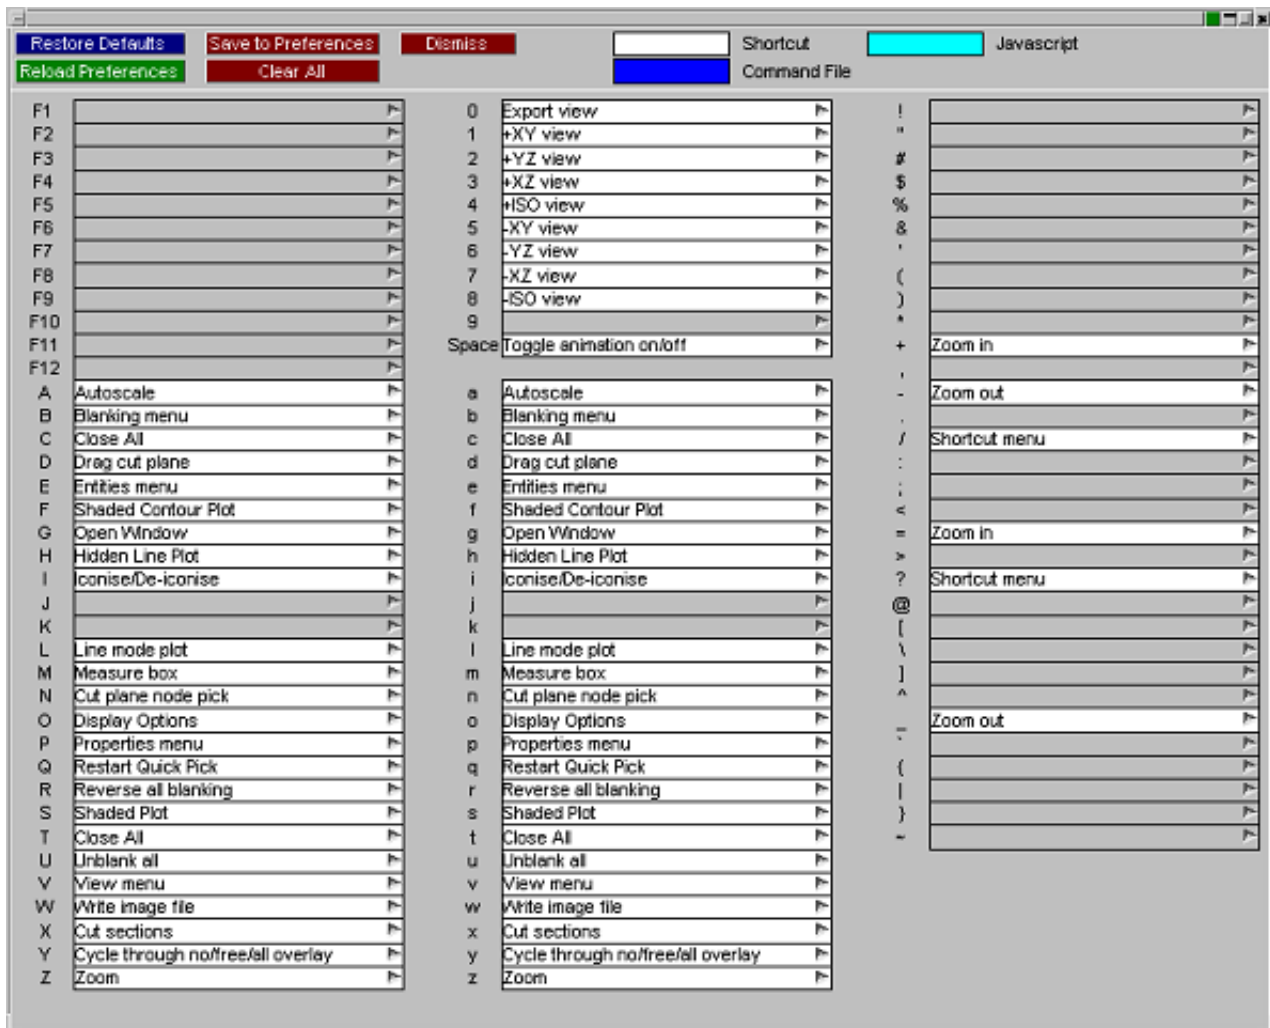 Restore Defaults Save to Preferences Dismiss Shortcut Javascript
Reload Preferences Clear All Command File
F1 0 Export view !
F2 1 +XY view "
F3 2 +YZ view #
F4 3 +XZ view $
F5 4 +ISO view %
F6 5 -XY view &
F7 6 -YZ view '
F8 7 -XZ view (
F9 8 -ISO view )
F10 9 *
F11 Space Toggle animation on/off + Zoom in
F12 ,
A Autoscale a Autoscale - Zoom out
B Blanking menu b Blanking menu .
C Close All c Close All / Shortcut menu
D Drag cut plane d Drag cut plane :
E Entities menu e Entities menu ;
F Shaded Contour Plot f Shaded Contour Plot <
G Open Window g Open Window = Zoom in
H Hidden Line Plot h Hidden Line Plot >
I Iconise/De-iconise i Iconise/De-iconise ? Shortcut menu
J j @
K k [
L Line mode plot l Line mode plot \
M Measure box m Measure box ]
N Cut plane node pick n Cut plane node pick ^
O Display Options o Display Options _ Zoom out
P Properties menu p Properties menu `
Q Restart Quick Pick q Restart Quick Pick {
R Reverse all blanking r Reverse all blanking |
S Shaded Plot s Shaded Plot }
T Close All t Close All ~
U Unblank all u Unblank all
V View menu v View menu
W Write image file w Write image file
X Cut sections x Cut sections
Y Cycle through no/free/all overlay y Cycle through no/free/all overlay
Z Zoom z Zoom